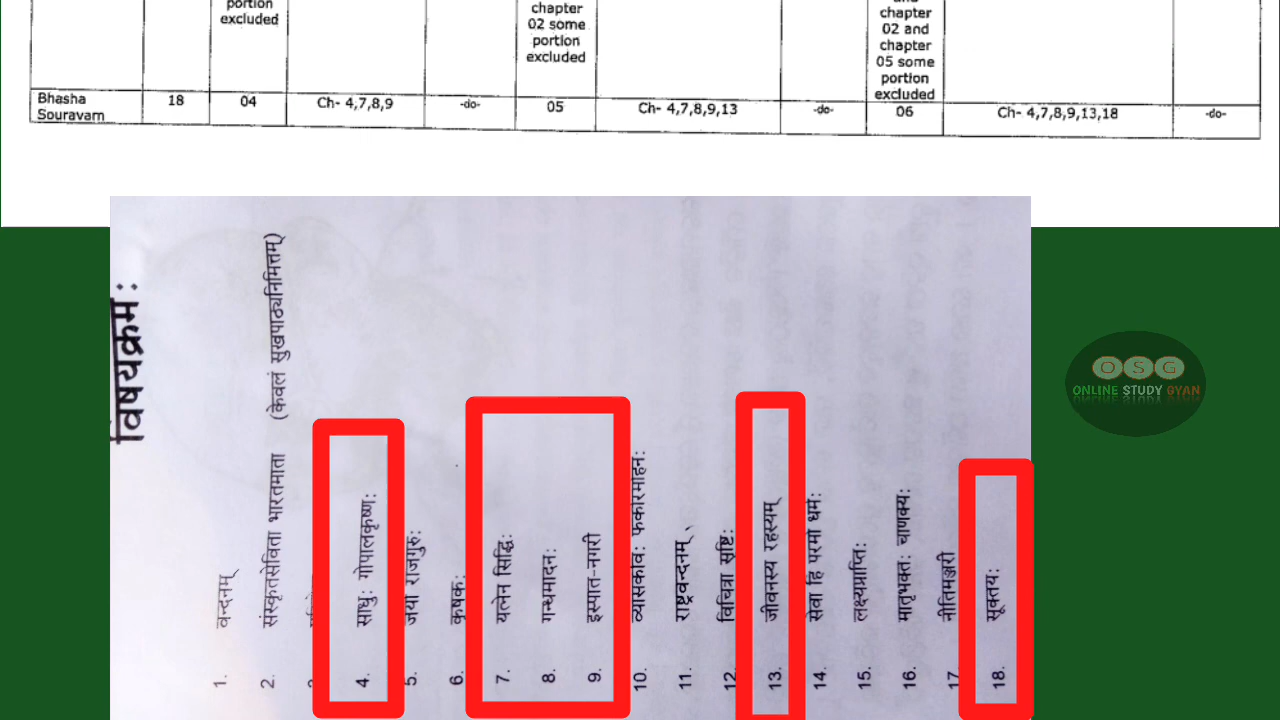 portion
excluded
chapter
02 some
portion
excluded
chapter
02 and
chapter
05 some
portion
excluded
Bhasha
Souravam
18
04
Ch- 4,7,8,9
-do-
05
Ch- 4,7,8,9,13
-do-
06
Ch- 4,7,8,9,13,18
-do-
विषयक्रमः
1. वन्दनम्
2. संस्कृतसेविता भारतमाता (केवलं सुखपाठ्यनिमित्तम्)
4. साधुः गोपालकृष्णः
5. जयी राजगुरुः
6. कृषकः
7. यत्नेन सिद्धिः
8. गन्धमादनः
9. इस्पात-नगरी
10. व्यासकविः फकीरमोहनः
11. राष्ट्रवन्दनम्
12. विचित्रा सृष्टिः
13. जीवनस्य रहस्यम्
14. सेवा हि परमो धर्मः
15. लक्ष्यप्राप्तिः
16. मातृभक्तः चाणक्यः
17. नीतिमञ्जरी
18. सूक्तयः
OSG
ONLINE STUDY GYAN